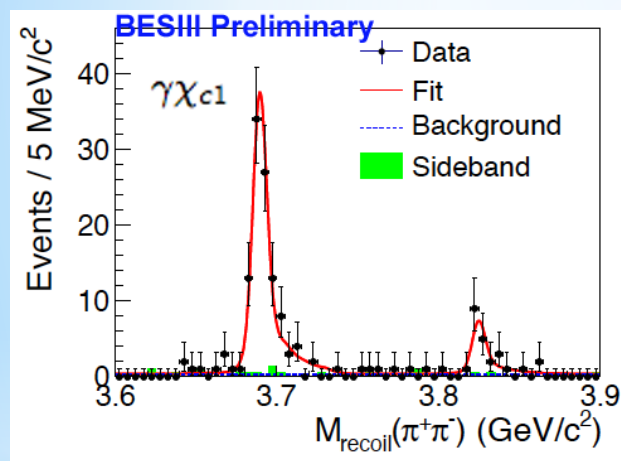 BESIII Preliminary
γχc1
Data
Fit
Background
Sideband
Events / 5 MeV/c²
40
30
20
10
0
3.6 3.7 3.8 3.9
Mrecoil(π⁺π⁻) (GeV/c²)